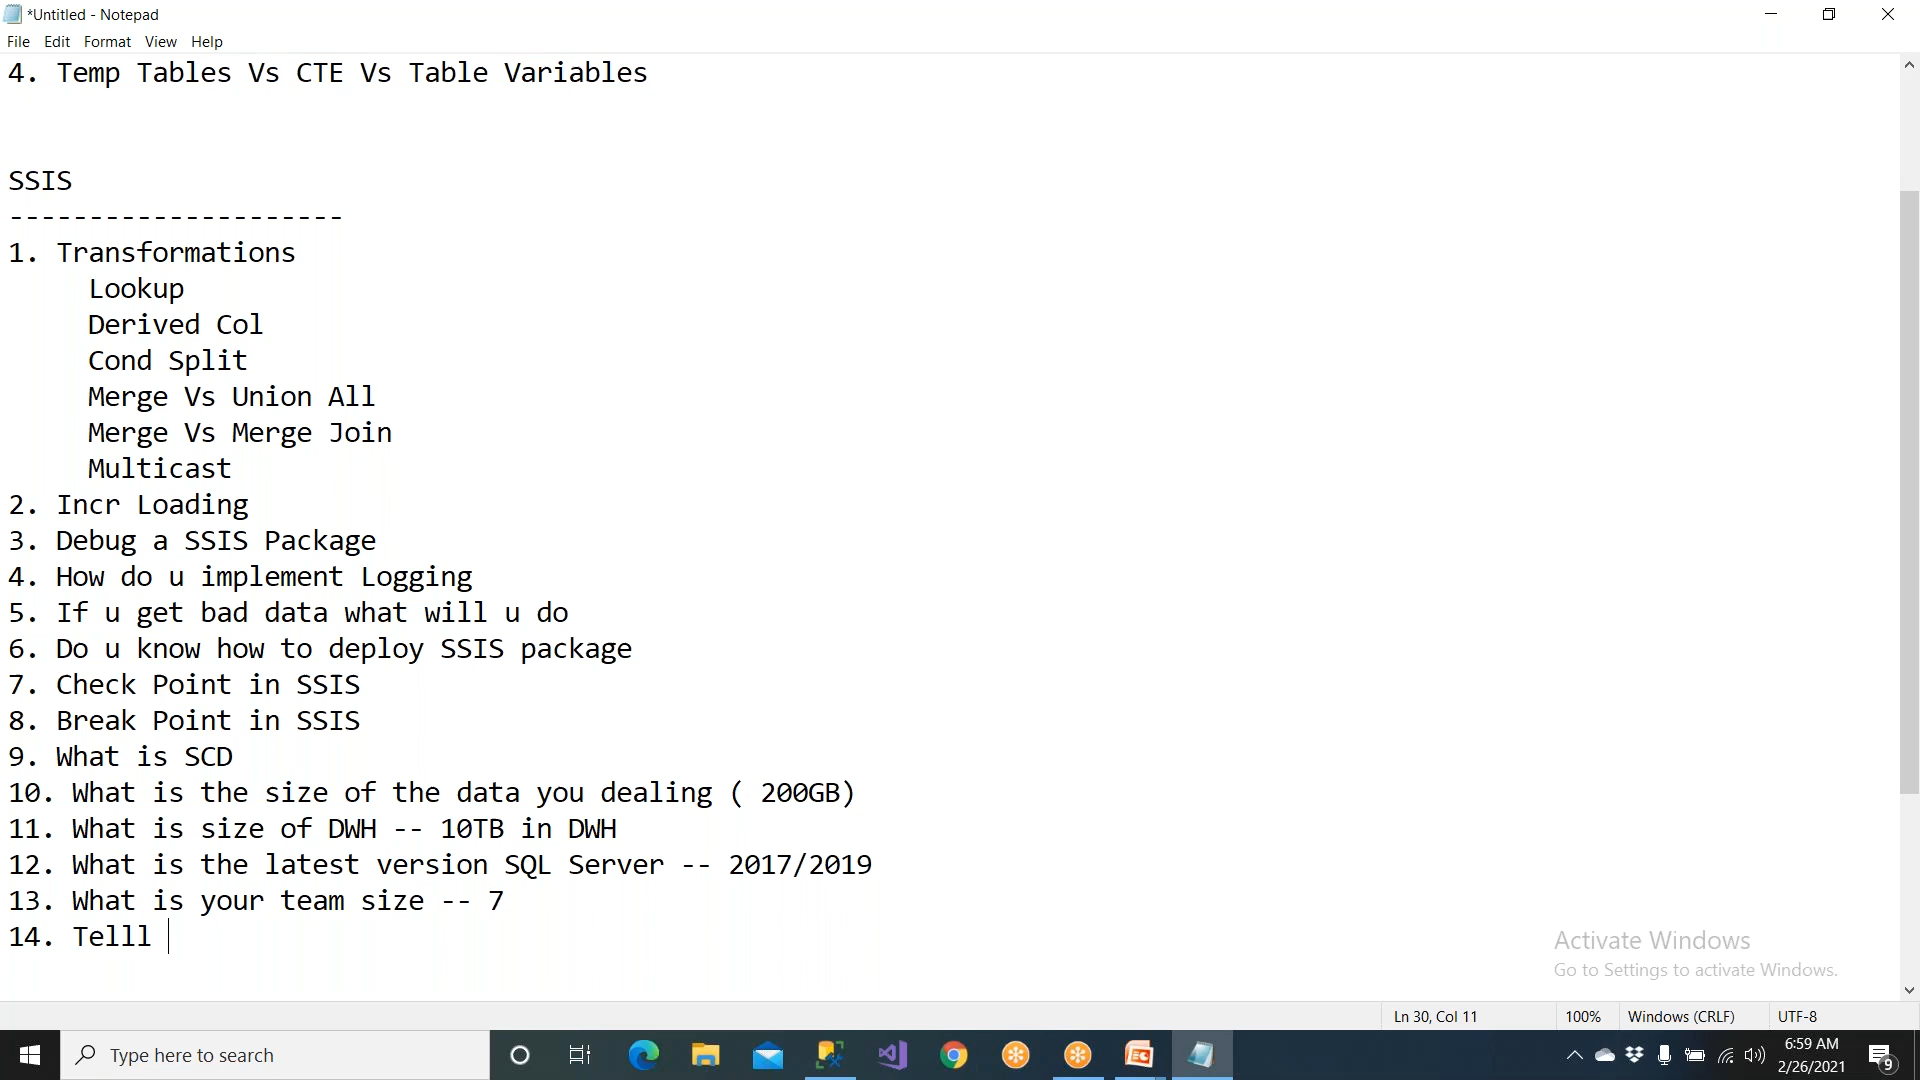 *Untitled - Notepad
File Edit Format View Help
4. Temp Tables Vs CTE Vs Table Variables
SSIS
---------------------
1. Transformations
Lookup
Derived Col
Cond Split
Merge Vs Union All
Merge Vs Merge Join
Multicast
2. Incr Loading
3. Debug a SSIS Package
4. How do u implement Logging
5. If u get bad data what will u do
6. Do u know how to deploy SSIS package
7. Check Point in SSIS
8. Break Point in SSIS
9. What is SCD
10. What is the size of the data you dealing ( 200GB)
11. What is size of DWH -- 10TB in DWH
12. What is the latest version SQL Server -- 2017/2019
13. What is your team size -- 7
14. Telll
Activate Windows
Go to Settings to activate Windows.
Ln 30, Col 11 100% Windows (CRLF) UTF-8
Type here to search
6:59 AM
2/26/2021
9